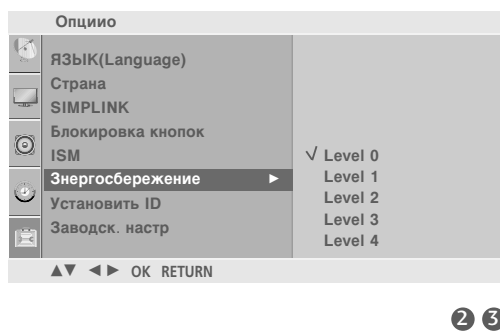 Опциио
ЯЗЫК(Language)
Страна
SIMPLINK
Блокировка кнопок
ISM
Знергосбережение ►
Установить ID
Заводск. настр
√ Level 0
Level 1
Level 2
Level 3
Level 4
▲▼ ◄► OK RETURN
2 3